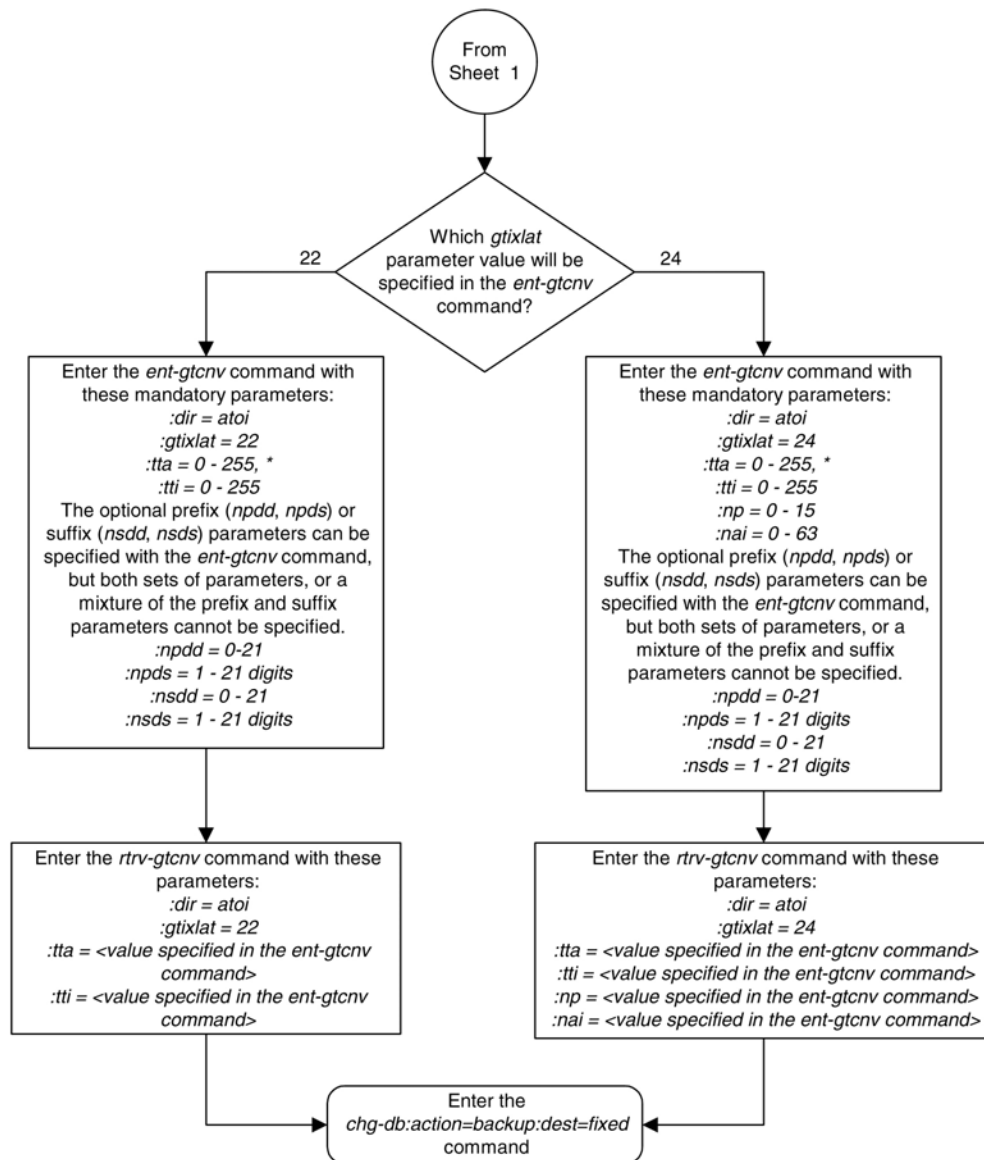 From
Sheet 1
Which gtixlat
parameter value will be
specified in the ent-gtcnv
command?
22
24
Enter the ent-gtcnv command with
these mandatory parameters:
:dir = atoi
:gtixlat = 22
:tta = 0 - 255, *
:tti = 0 - 255
The optional prefix (npdd, npds) or
suffix (nsdd, nsds) parameters can be
specified with the ent-gtcnv command,
but both sets of parameters, or a
mixture of the prefix and suffix
parameters cannot be specified.
:npdd = 0-21
:npds = 1 - 21 digits
:nsdd = 0 - 21
:nsds = 1 - 21 digits
Enter the ent-gtcnv command with
these mandatory parameters:
:dir = atoi
:gtixlat = 24
:tta = 0 - 255, *
:tti = 0 - 255
:np = 0 - 15
:nai = 0 - 63
The optional prefix (npdd, npds) or
suffix (nsdd, nsds) parameters can be
specified with the ent-gtcnv command,
but both sets of parameters, or a
mixture of the prefix and suffix
parameters cannot be specified.
:npdd = 0-21
:npds = 1 - 21 digits
:nsdd = 0 - 21
:nsds = 1 - 21 digits
Enter the rtrv-gtcnv command with these
parameters:
:dir = atoi
:gtixlat = 22
:tta = <value specified in the ent-gtcnv
command>
:tti = <value specified in the ent-gtcnv
command>
Enter the rtrv-gtcnv command with these
parameters:
:dir = atoi
:gtixlat = 24
:tta = <value specified in the ent-gtcnv command>
:tti = <value specified in the ent-gtcnv command>
:np = <value specified in the ent-gtcnv command>
:nai = <value specified in the ent-gtcnv command>
Enter the
chg-db:action=backup:dest=fixed
command